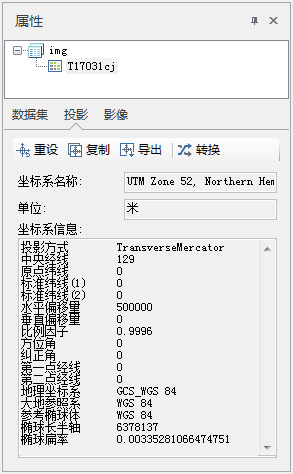 属性
img
T17031cj
数据集 投影 影像
重设 复制 导出 转换
坐标系名称: UTM Zone 52, Northern Hem
单位: 米
坐标系信息:
投影方式 TransverseMercator
中央经线 129
原点纬线 0
标准纬线(1) 0
标准纬线(2) 0
水平偏移量 500000
垂直偏移量 0
比例因子 0.9996
方位角 0
纠正角 0
第一点经线 0
第二点经线 0
地理坐标系 GCS_WGS 84
大地参照系 WGS 84
参考椭球体 WGS 84
椭球长半轴 6378137
椭球扁率 0.00335281066474751